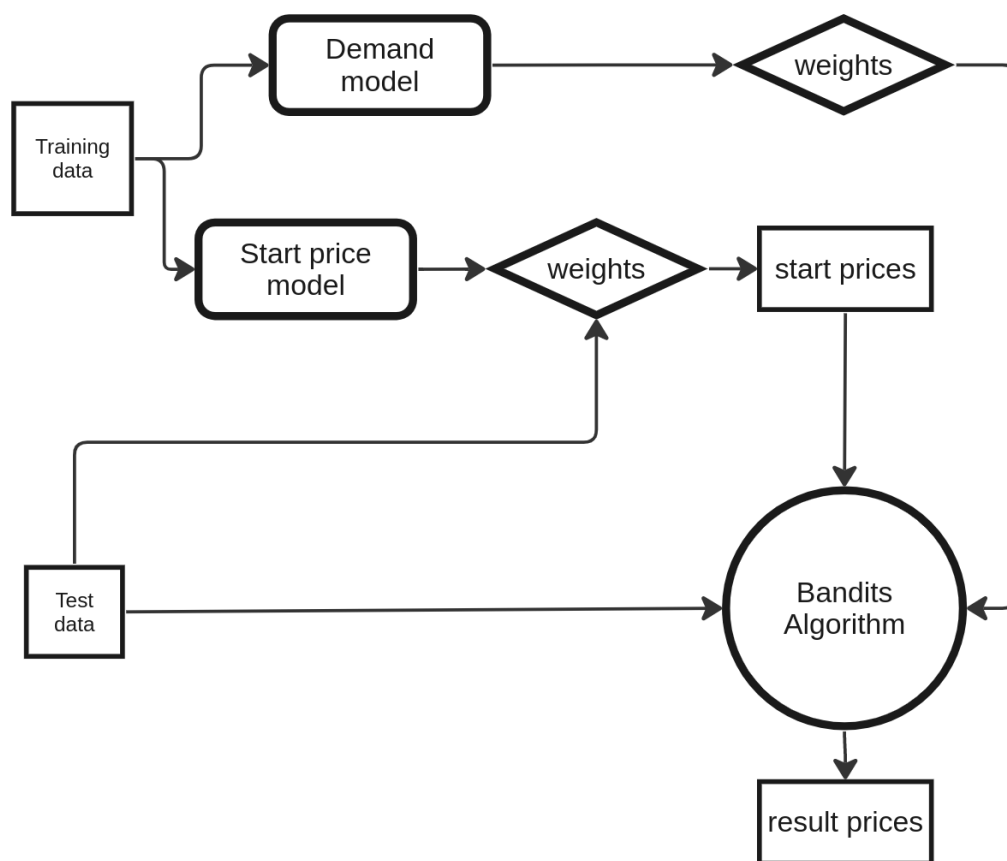 Demand
model
weights
Training
data
Start price
model
weights
start prices
Test
data
Bandits
Algorithm
result prices